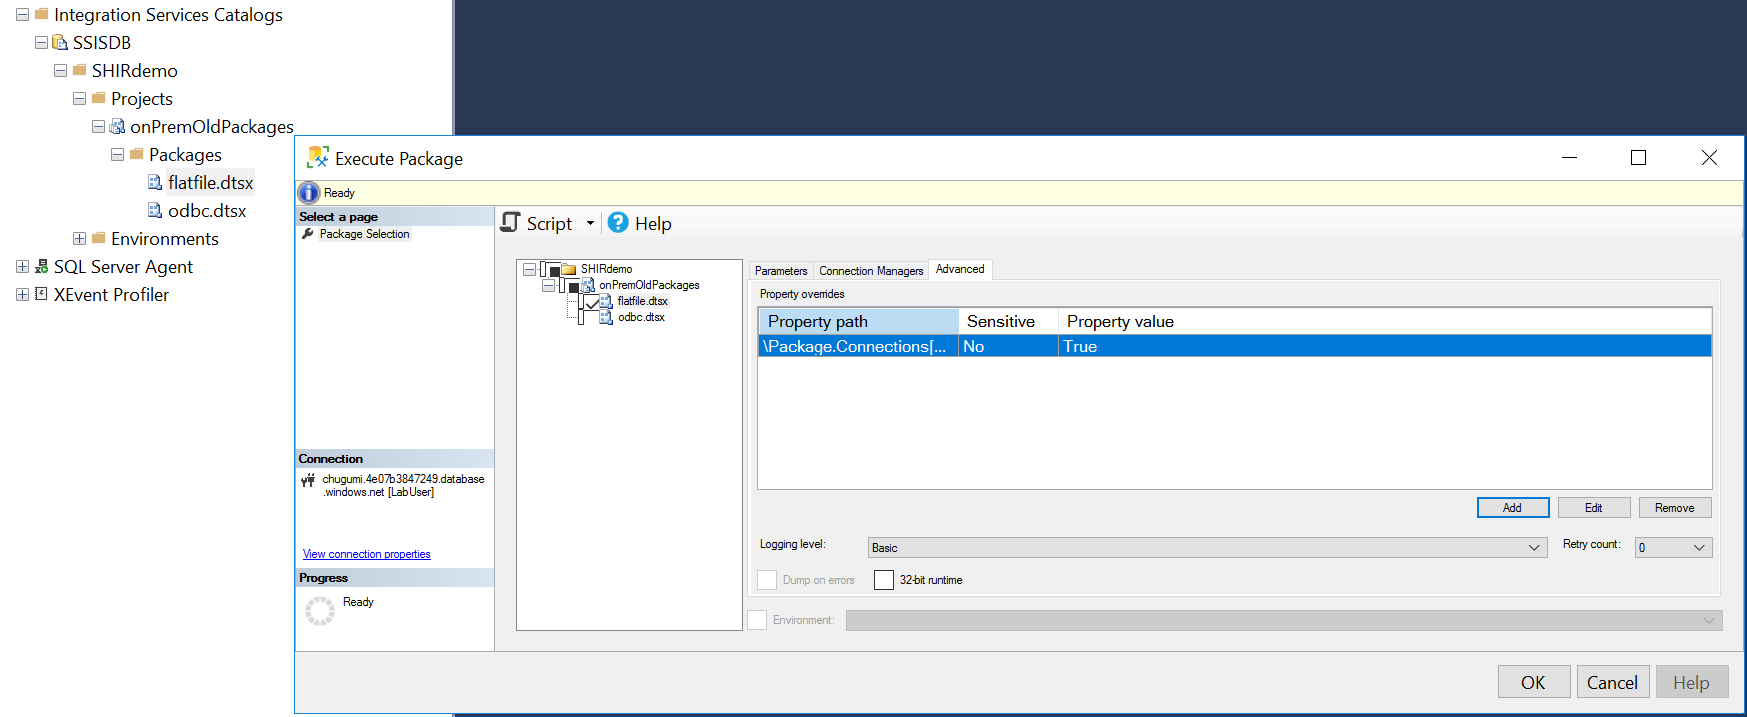 Integration Services Catalogs
SSISDB
SHIRdemo
Projects
onPremOldPackages
Packages
flatfile.dtsx
odbc.dtsx
Environments
SQL Server Agent
XEvent Profiler
Execute Package
Ready
Select a page
Package Selection
Script
Help
SHIRdemo
onPremOldPackages
flatfile.dtsx
odbc.dtsx
Parameters Connection Managers Advanced
Property overrides
Property path Sensitive Property value
\Package.Connections[... No True
Add Edit Remove
Logging level: Basic Retry count: 0
Dump on errors 32-bit runtime
Environment:
Connection
chugumi.4e07b3847249.database
.windows.net [LabUser]
View connection properties
Progress
Ready
OK Cancel Help